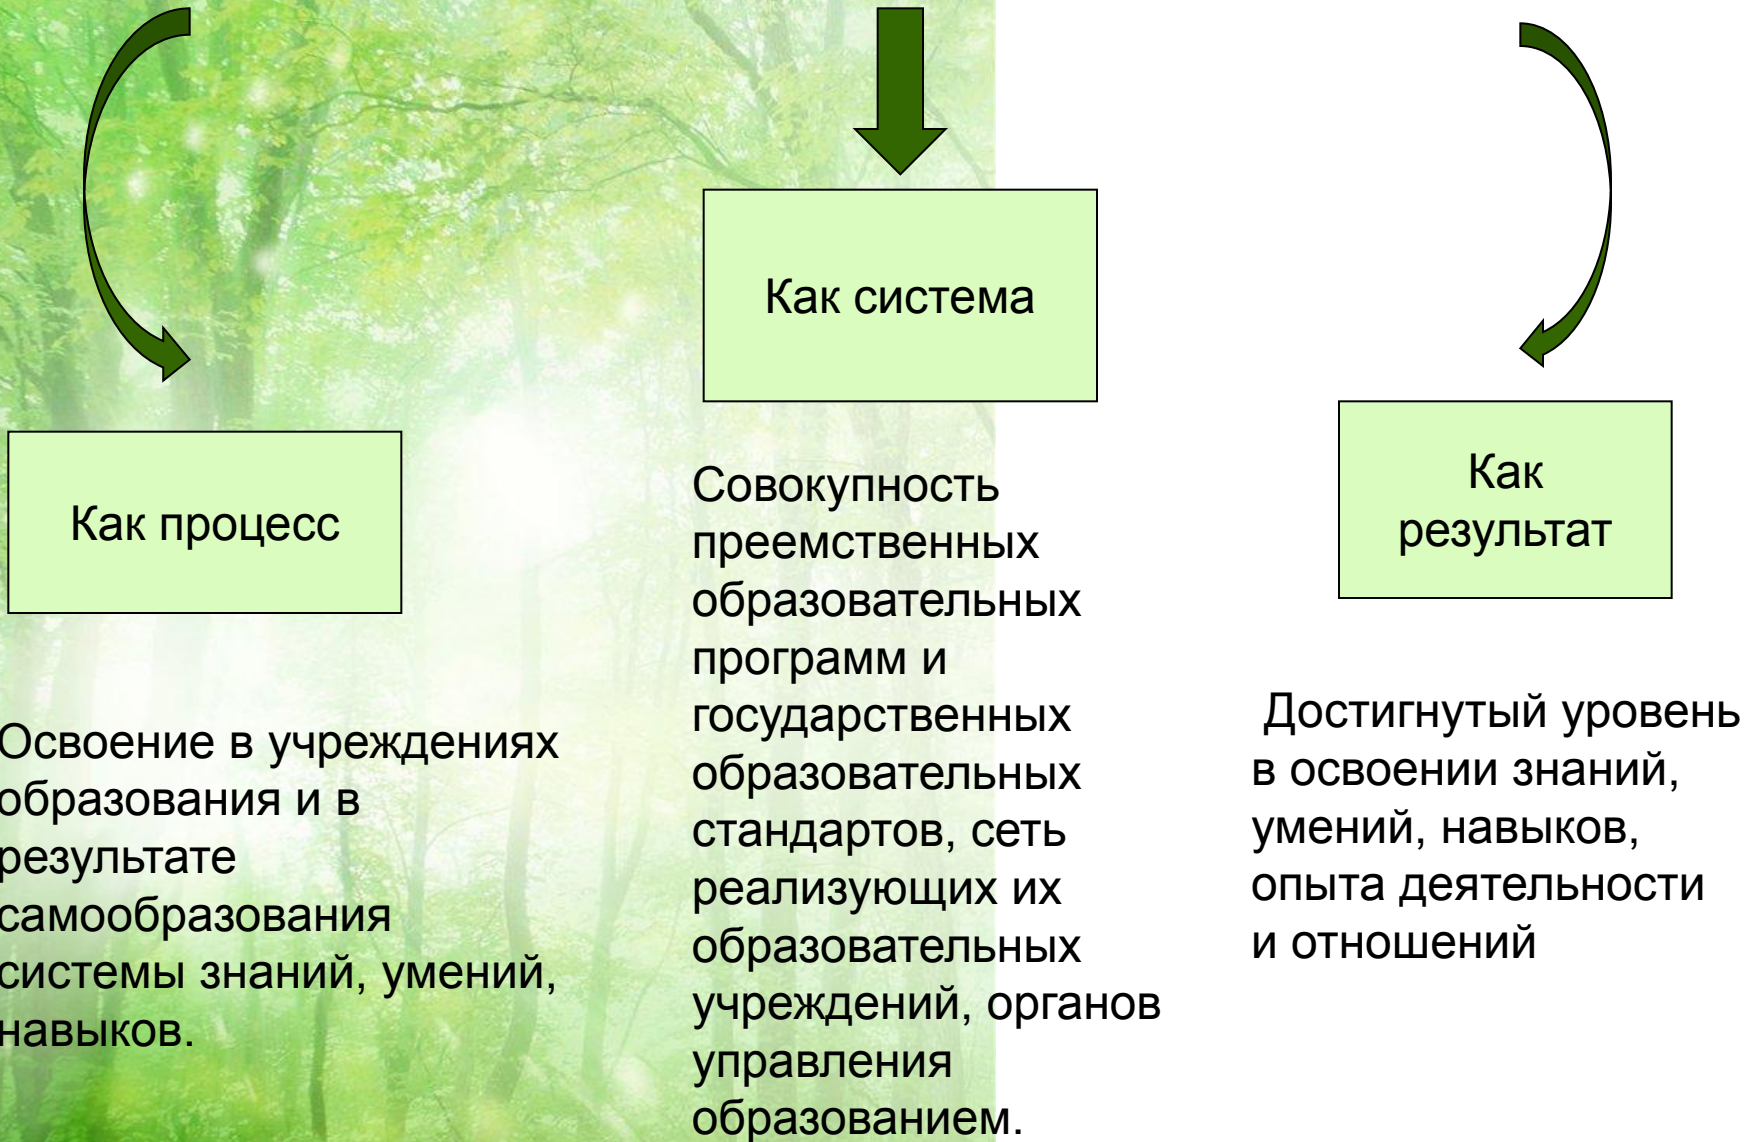 Как процесс
Освоение в учреждениях
образования и в
результате
самообразования
системы знаний, умений,
навыков.
Как система
Совокупность
преемственных
образовательных
программ и
государственных
образовательных
стандартов, сеть
реализующих их
образовательных
учреждений, органов
управления
образованием.
Как
результат
Достигнутый уровень
в освоении знаний,
умений, навыков,
опыта деятельности
и отношений